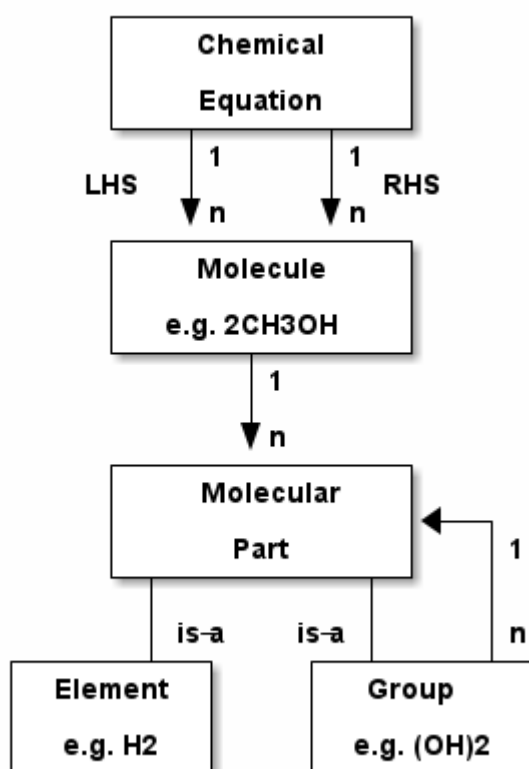 Chemical
Equation
1 1
LHS RHS
n n
Molecule
e.g. 2CH3OH
1
n
Molecular
Part
1
is-a is-a n
Element Group
e.g. H2 e.g. (OH)2